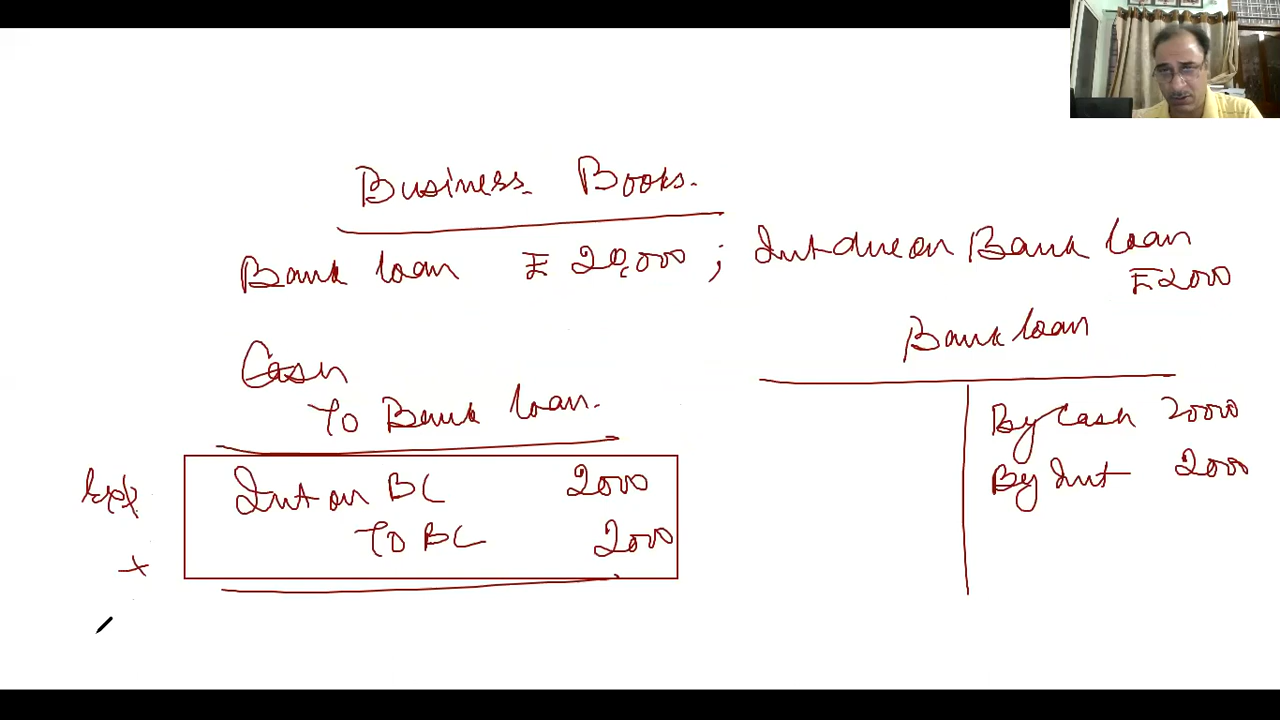 Business Books.
Bank loan ₹ 20,000 ; Int due on Bank loan
₹ 2000
Cash
To Bank loan.
Bank loan
By Cash 20000
By Int 2000
Exp
Int on BL 2000
To BL 2000
+